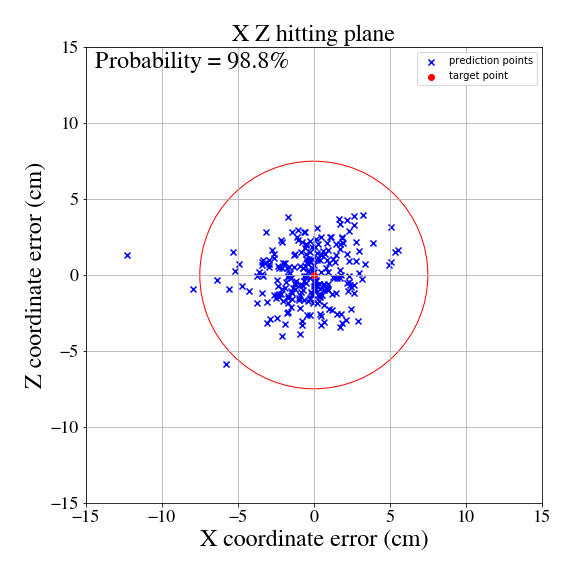 X Z hitting plane
Probability = 98.8%
prediction points
target point
15
10
5
0
−5
−10
−15
Z coordinate error (cm)
−15 −10 −5 0 5 10 15
X coordinate error (cm)